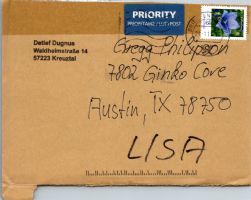 PRIORITY
PRIORITAIRE / LUFTPOST
Detlef Dugnus
Waldheimstraße 14
57223 Kreuztal
Gregg Philipson
7802 Ginko Cove
Austin, TX 78750
USA